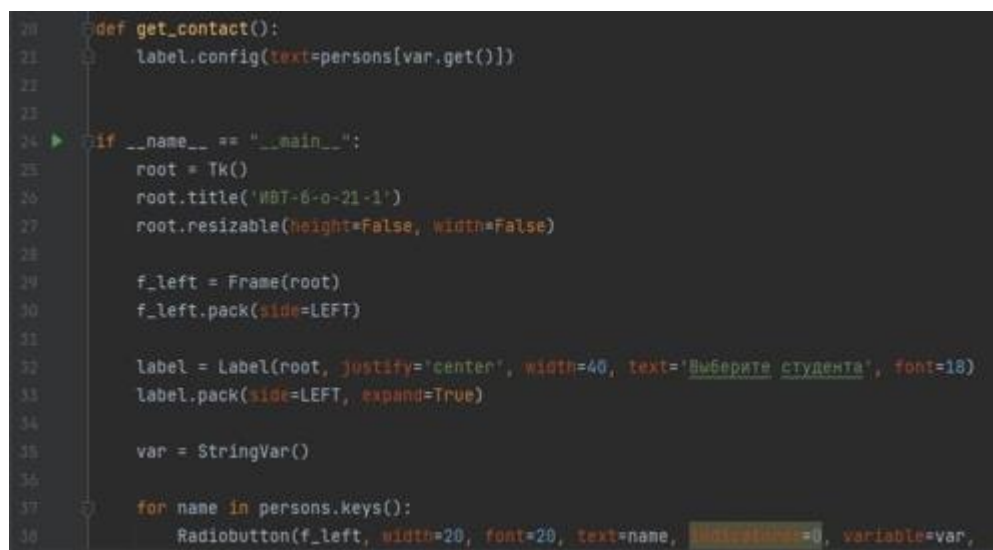 20 def get_contact():
21 label.config(text=persons[var.get()])
22
23
24 if __name__ == "__main__":
25 root = Tk()
26 root.title('ИВТ-б-о-21-1')
27 root.resizable(height=False, width=False)
28
29 f_left = Frame(root)
30 f_left.pack(side=LEFT)
31
32 label = Label(root, justify='center', width=40, text='Выберите студента', font=18)
33 label.pack(side=LEFT, expand=True)
34
35 var = StringVar()
36
37 for name in persons.keys():
38 Radiobutton(f_left, width=20, font=20, text=name, indicatoron=0, variable=var,